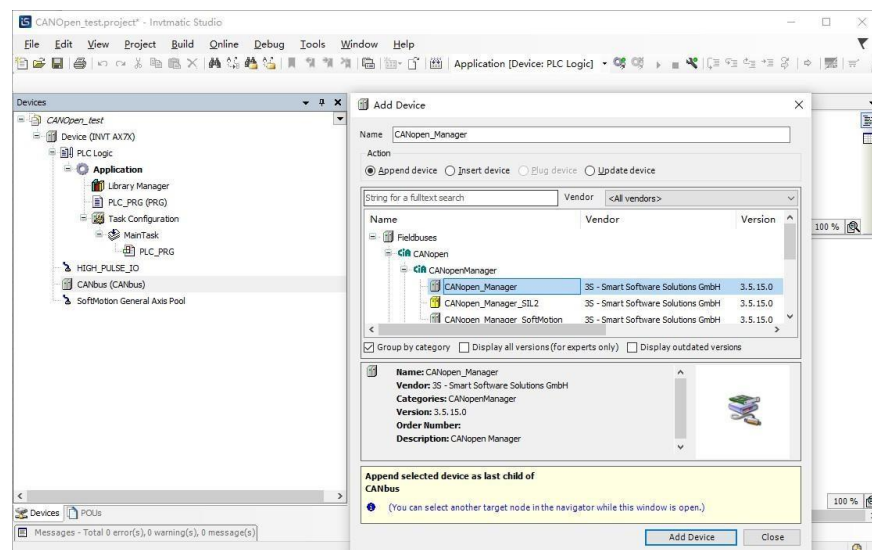 CANOpen_test.project* - Invtmatic Studio
File Edit View Project Build Online Debug Tools Window Help
Application [Device: PLC Logic]
Devices
CANOpen_test
Device (INVT AX7X)
PLC Logic
Application
Library Manager
PLC_PRG (PRG)
Task Configuration
MainTask
PLC_PRG
HIGH_PULSE_IO
CANbus (CANbus)
SoftMotion General Axis Pool
Devices POUs
Messages - Total 0 error(s), 0 warning(s), 0 message(s)
Add Device
Name CANopen_Manager
Action
Append device Insert device Plug device Update device
String for a fulltext search Vendor <All vendors>
Name Vendor Version
Fieldbuses
CiA CANopen
CiA CANopenManager
CANopen_Manager 3S - Smart Software Solutions GmbH 3.5.15.0
CANopen_Manager_SIL2 3S - Smart Software Solutions GmbH 3.5.15.0
CANopen_Manager_SoftMotion 3S - Smart Software Solutions GmbH 3.5.15.0
Group by category Display all versions (for experts only) Display outdated versions
Name: CANopen_Manager
Vendor: 3S - Smart Software Solutions GmbH
Categories: CANopenManager
Version: 3.5.15.0
Order Number:
Description: CANopen Manager
Append selected device as last child of
CANbus
(You can select another target node in the navigator while this window is open.)
Add Device Close
100 %
100 %